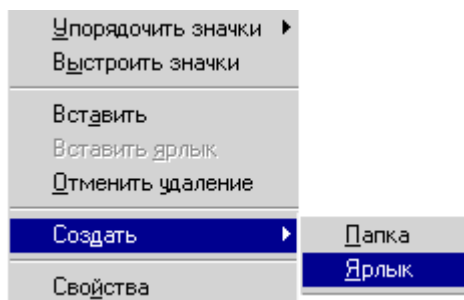 Упорядочить значки
Выстроить значки
Вставить
Вставить ярлык
Отменить удаление
Создать
Папка
Ярлык
Свойства